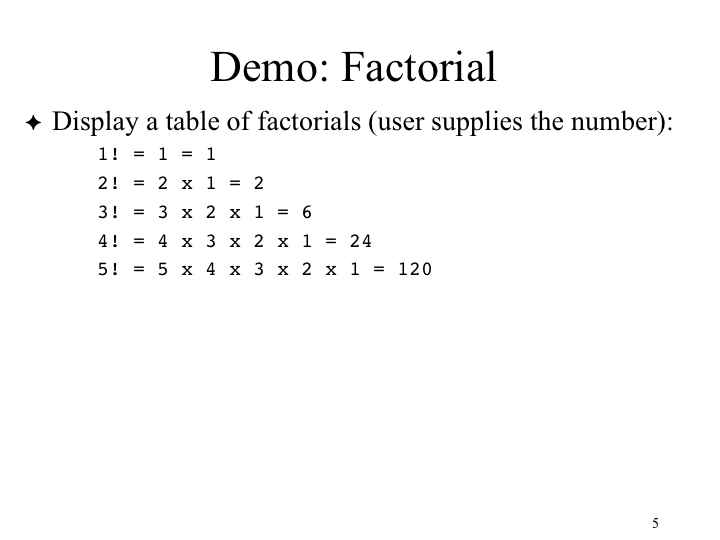 Demo: Factorial
✦ Display a table of factorials (user supplies the number):
1! = 1 = 1
2! = 2 x 1 = 2
3! = 3 x 2 x 1 = 6
4! = 4 x 3 x 2 x 1 = 24
5! = 5 x 4 x 3 x 2 x 1 = 120
5